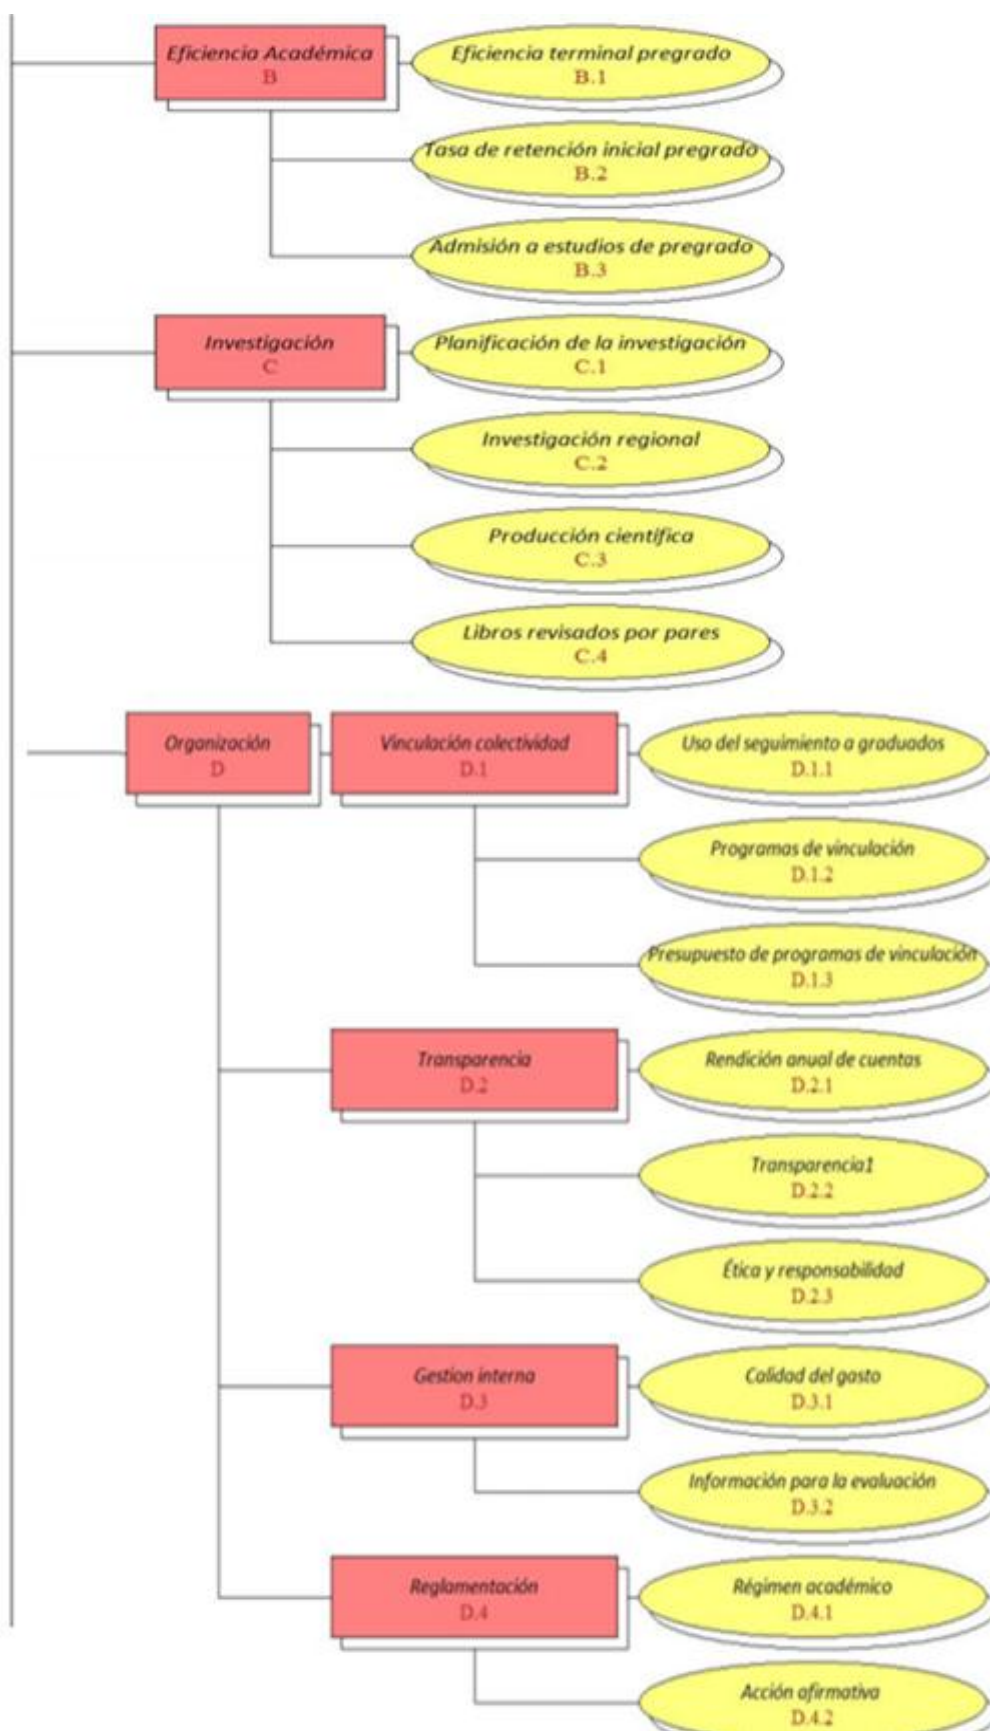 Eficiencia Académica
B
Eficiencia terminal pregrado
B.1
Tasa de retención inicial pregrado
B.2
Admisión a estudios de pregrado
B.3
Investigación
C
Planificación de la investigación
C.1
Investigación regional
C.2
Producción científica
C.3
Libros revisados por pares
C.4
Organización
D
Vinculación colectividad
D.1
Uso del seguimiento a graduados
D.1.1
Programas de vinculación
D.1.2
Presupuesto de programas de vinculación
D.1.3
Transparencia
D.2
Rendición anual de cuentas
D.2.1
Transparencia1
D.2.2
Ética y responsabilidad
D.2.3
Gestion interna
D.3
Calidad del gasto
D.3.1
Información para la evaluación
D.3.2
Reglamentación
D.4
Régimen académico
D.4.1
Acción afirmativa
D.4.2